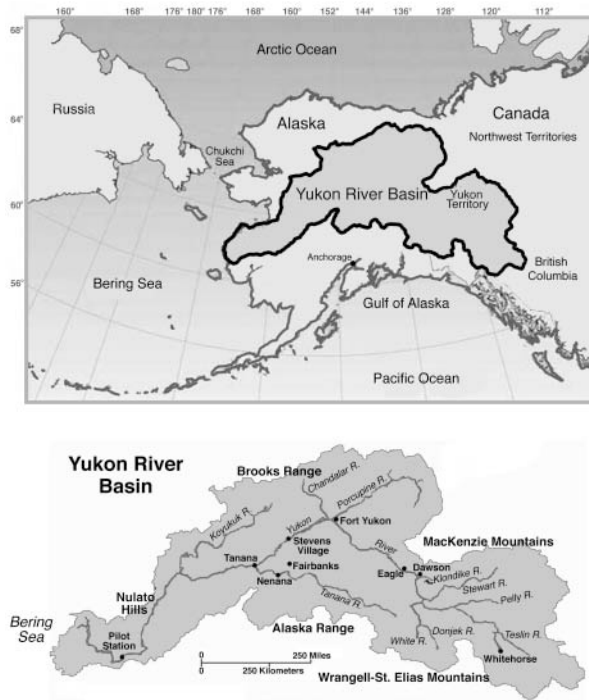 160° 176° 180° 176° 168° 160° 152° 144° 136° 128° 120° 112°
68°
Arctic Ocean
Russia
Canada
64°
Alaska
Northwest Territories
Chukchi
Sea
Yukon River Basin
Yukon
Territory
60°
Anchorage
British
Columbia
56°
Bering Sea
Gulf of Alaska
Pacific Ocean
Yukon River
Basin
Brooks Range
Chandalar R.
Porcupine R.
Koyukuk R.
Yukon
Fort Yukon
Stevens
Village
River
MacKenzie Mountains
Tanana
Fairbanks
Eagle
Dawson
Klondike R.
Nenana
Stewart R.
Nulato
Hills
Tanana R.
Pelly R.
Bering
Sea
Pilot
Station
Alaska Range
White R.
Donjek R.
Teslin R.
0 250 Miles
0 250 Kilometers
Whitehorse
Wrangell-St. Elias Mountains